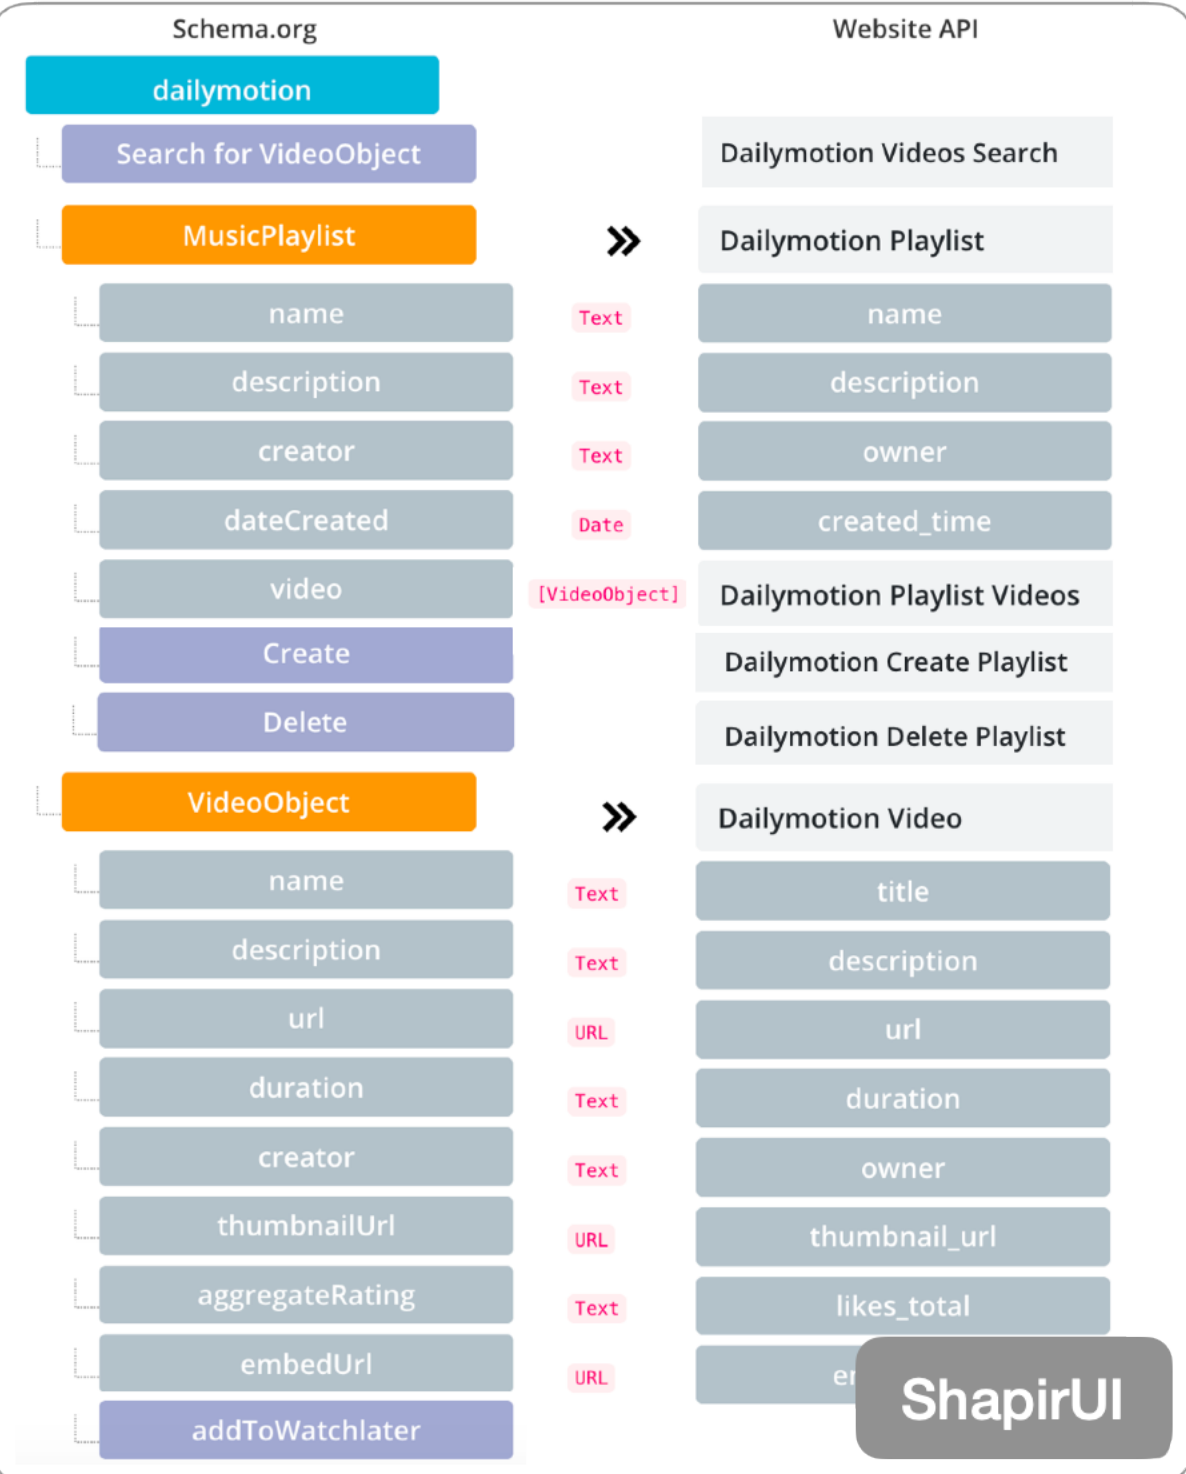 Schema.org Website API
dailymotion
Search for VideoObject Dailymotion Videos Search
MusicPlaylist Dailymotion Playlist
name Text name
description Text description
creator Text owner
dateCreated Date created_time
video [VideoObject] Dailymotion Playlist Videos
Create Dailymotion Create Playlist
Delete Dailymotion Delete Playlist
VideoObject Dailymotion Video
name Text title
description Text description
url URL url
duration Text duration
creator Text owner
thumbnailUrl URL thumbnail_url
aggregateRating Text likes_total
embedUrl URL
ShapirUI
addToWatchlater